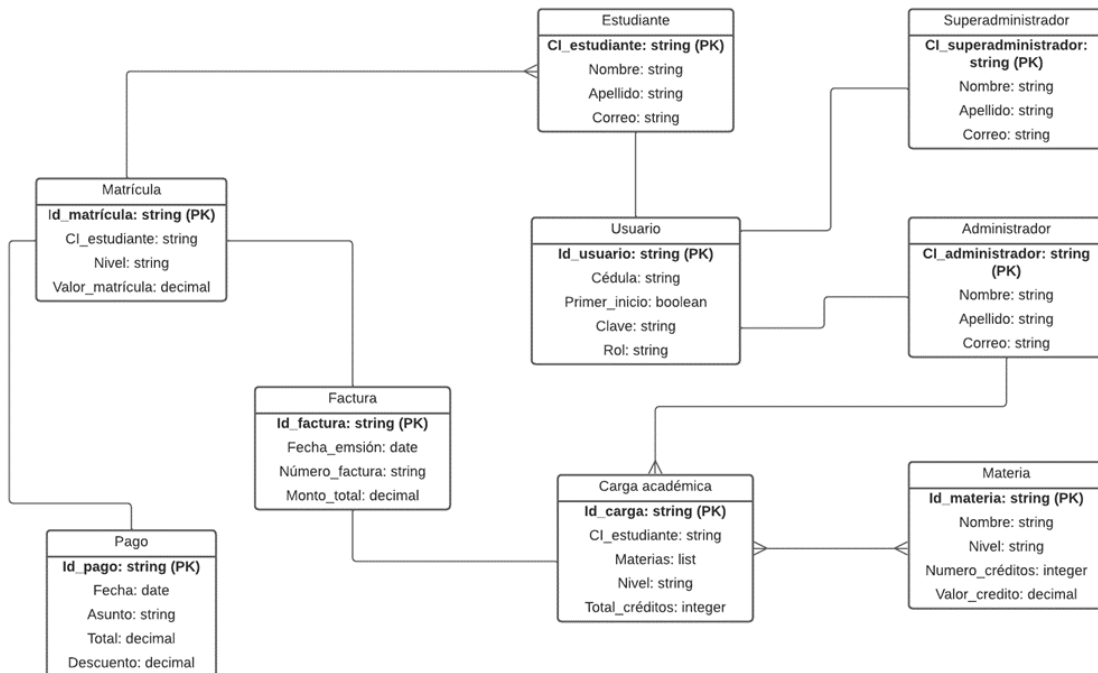 Estudiante
CI_estudiante: string (PK)
Nombre: string
Apellido: string
Correo: string
Superadministrador
CI_superadministrador:
string (PK)
Nombre: string
Apellido: string
Correo: string
Matrícula
Id_matrícula: string (PK)
CI_estudiante: string
Nivel: string
Valor_matrícula: decimal
Usuario
Id_usuario: string (PK)
Cédula: string
Primer_inicio: boolean
Clave: string
Rol: string
Administrador
CI_administrador: string
(PK)
Nombre: string
Apellido: string
Correo: string
Factura
Id_factura: string (PK)
Fecha_emsión: date
Número_factura: string
Monto_total: decimal
Carga académica
Id_carga: string (PK)
CI_estudiante: string
Materias: list
Nivel: string
Total_créditos: integer
Materia
Id_materia: string (PK)
Nombre: string
Nivel: string
Numero_créditos: integer
Valor_credito: decimal
Pago
Id_pago: string (PK)
Fecha: date
Asunto: string
Total: decimal
Descuento: decimal